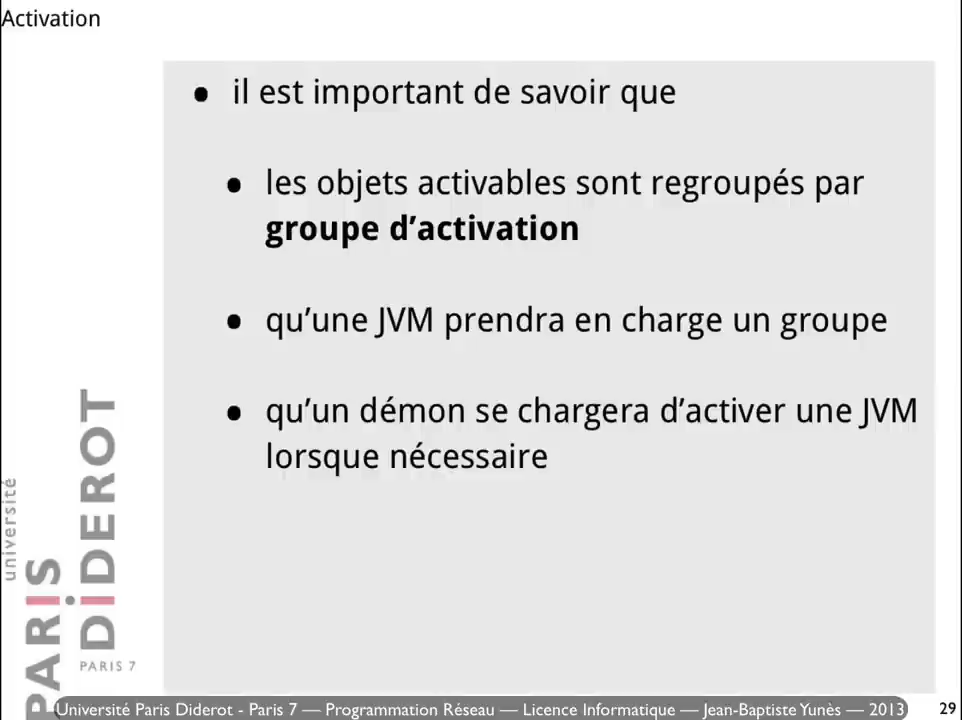 Activation
• il est important de savoir que
• les objets activables sont regroupés par
groupe d’activation
• qu’une JVM prendra en charge un groupe
• qu’un démon se chargera d’activer une JVM
lorsque nécessaire
université
PARIS
DiDEROT
PARIS 7
Université Paris Diderot - Paris 7 — Programmation Réseau — Licence Informatique — Jean-Baptiste Yunès — 2013
29